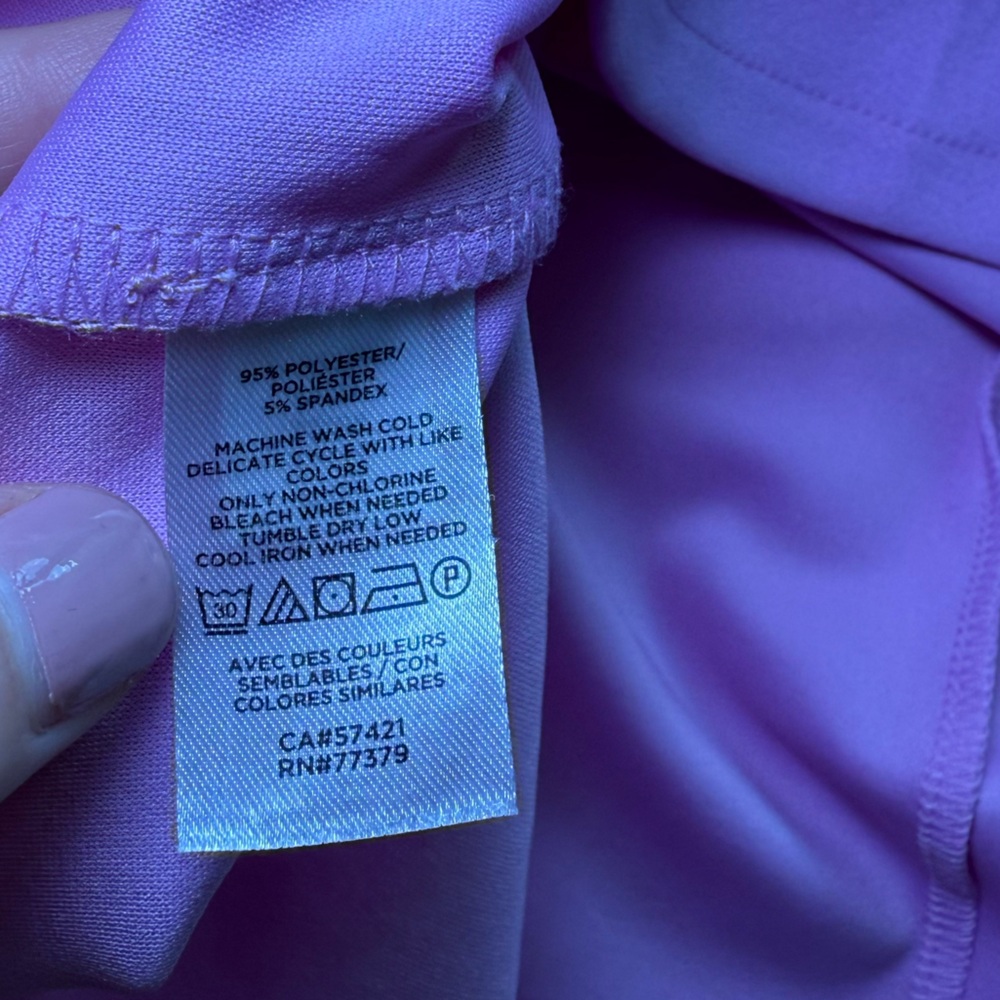 95% POLYESTER/
POLIÉSTER
5% SPANDEX
MACHINE WASH COLD
DELICATE CYCLE WITH LIKE
COLORS
ONLY NON-CHLORINE
BLEACH WHEN NEEDED
TUMBLE DRY LOW
COOL IRON WHEN NEEDED
30 P
AVEC DES COULEURS
SEMBLABLES / CON
COLORES SIMILARES
CA#57421
RN#77379